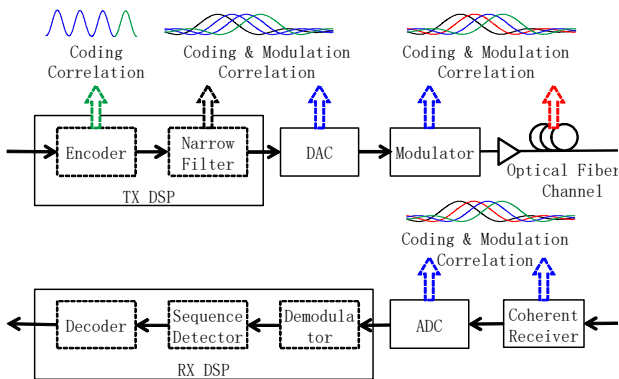 Coding
Correlation
Coding & Modulation
Correlation
Coding & Modulation
Correlation
Encoder
Narrow
Filter
TX DSP
DAC
Modulator
Optical Fiber
Channel
Coding & Modulation
Correlation
Decoder
Sequence
Detector
Demodula
tor
RX DSP
ADC
Coherent
Receiver